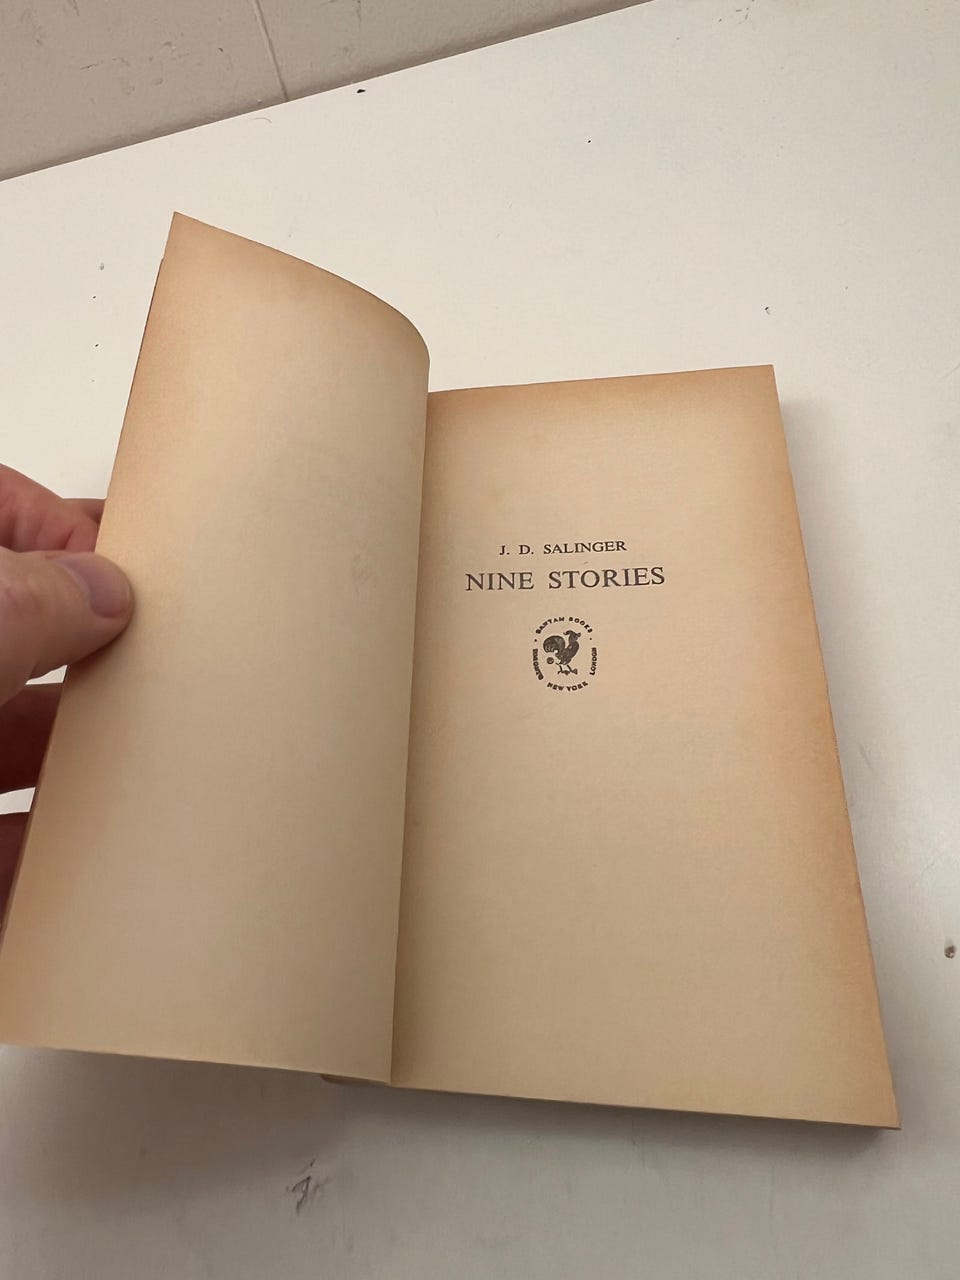 J. D. SALINGER
NINE STORIES
BANTAM BOOKS
TORONTO
NEW YORK
LONDON